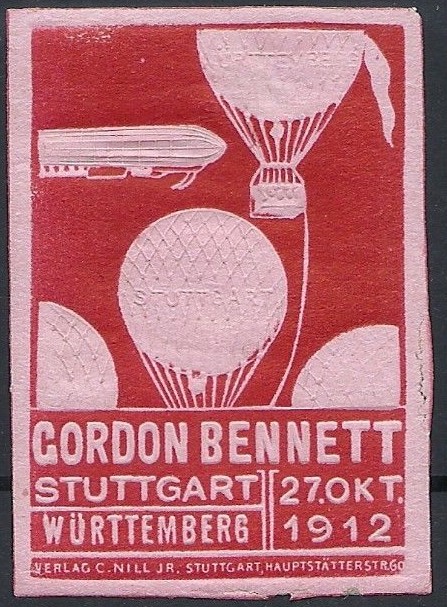 WÜRTTEMBERG
STUTTGART
GORDON BENNETT
STUTTGART
WÜRTTEMBERG
27.OKT.
1912
VERLAG C. NILL JR. STUTTGART, HAUPTSTÄTTERSTR.60